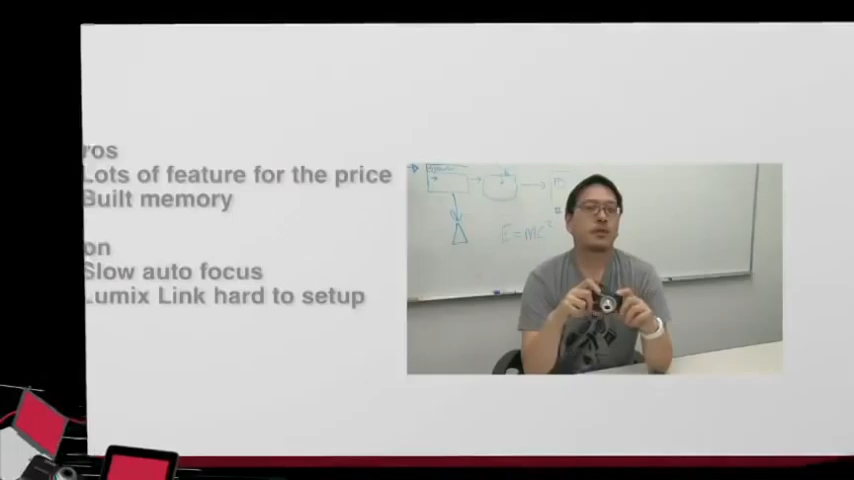 ros
Lots of feature for the price
Built memory
on
Slow auto focus
Lumix Link hard to setup
E=mc²